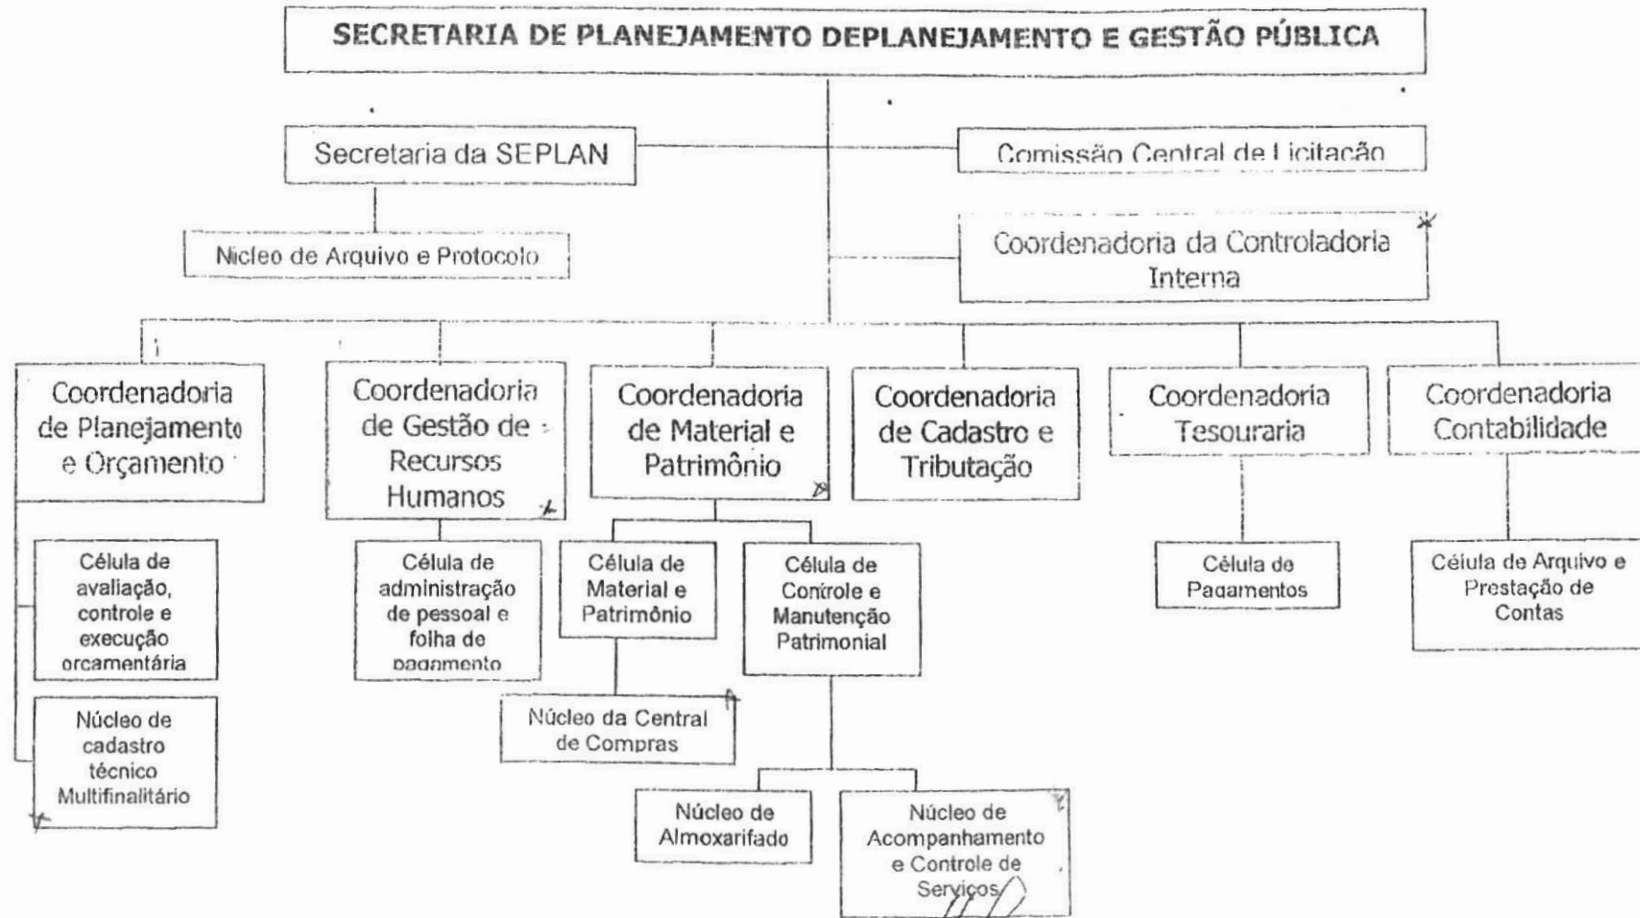 SECRETARIA DE PLANEJAMENTO DEPLANEJAMENTO E GESTÃO PÚBLICA
Secretaria da SEPLAN
Comissão Central de Licitação
Nicleo de Arquivo e Protocolo
Coordenadoria da Controladoria
Interna
Coordenadoria
de Planejamento
e Orçamento
Coordenadoria
de Gestão de
Recursos
Humanos
Coordenadoria
de Material e
Patrimônio
Coordenadoria
de Cadastro e
Tributação
Coordenadoria
Tesouraria
Coordenadoria
Contabilidade
Célula de
avaliação,
controle e
execução
orcamentária
Célula de
administração
de pessoal e
folha de
pagamento
Célula de
Material e
Patrimônio
Célula de
Controle e
Manutenção
Patrimonial
Célula de
Pagamentos
Célula de Arquivo e
Prestação de
Contas
Núcleo de
cadastro
técnico
Multifinalitário
Núcleo da Central
de Compras
Núcleo de
Almoxarifado
Núcleo de
Acompanhamento
e Controle de
Serviços